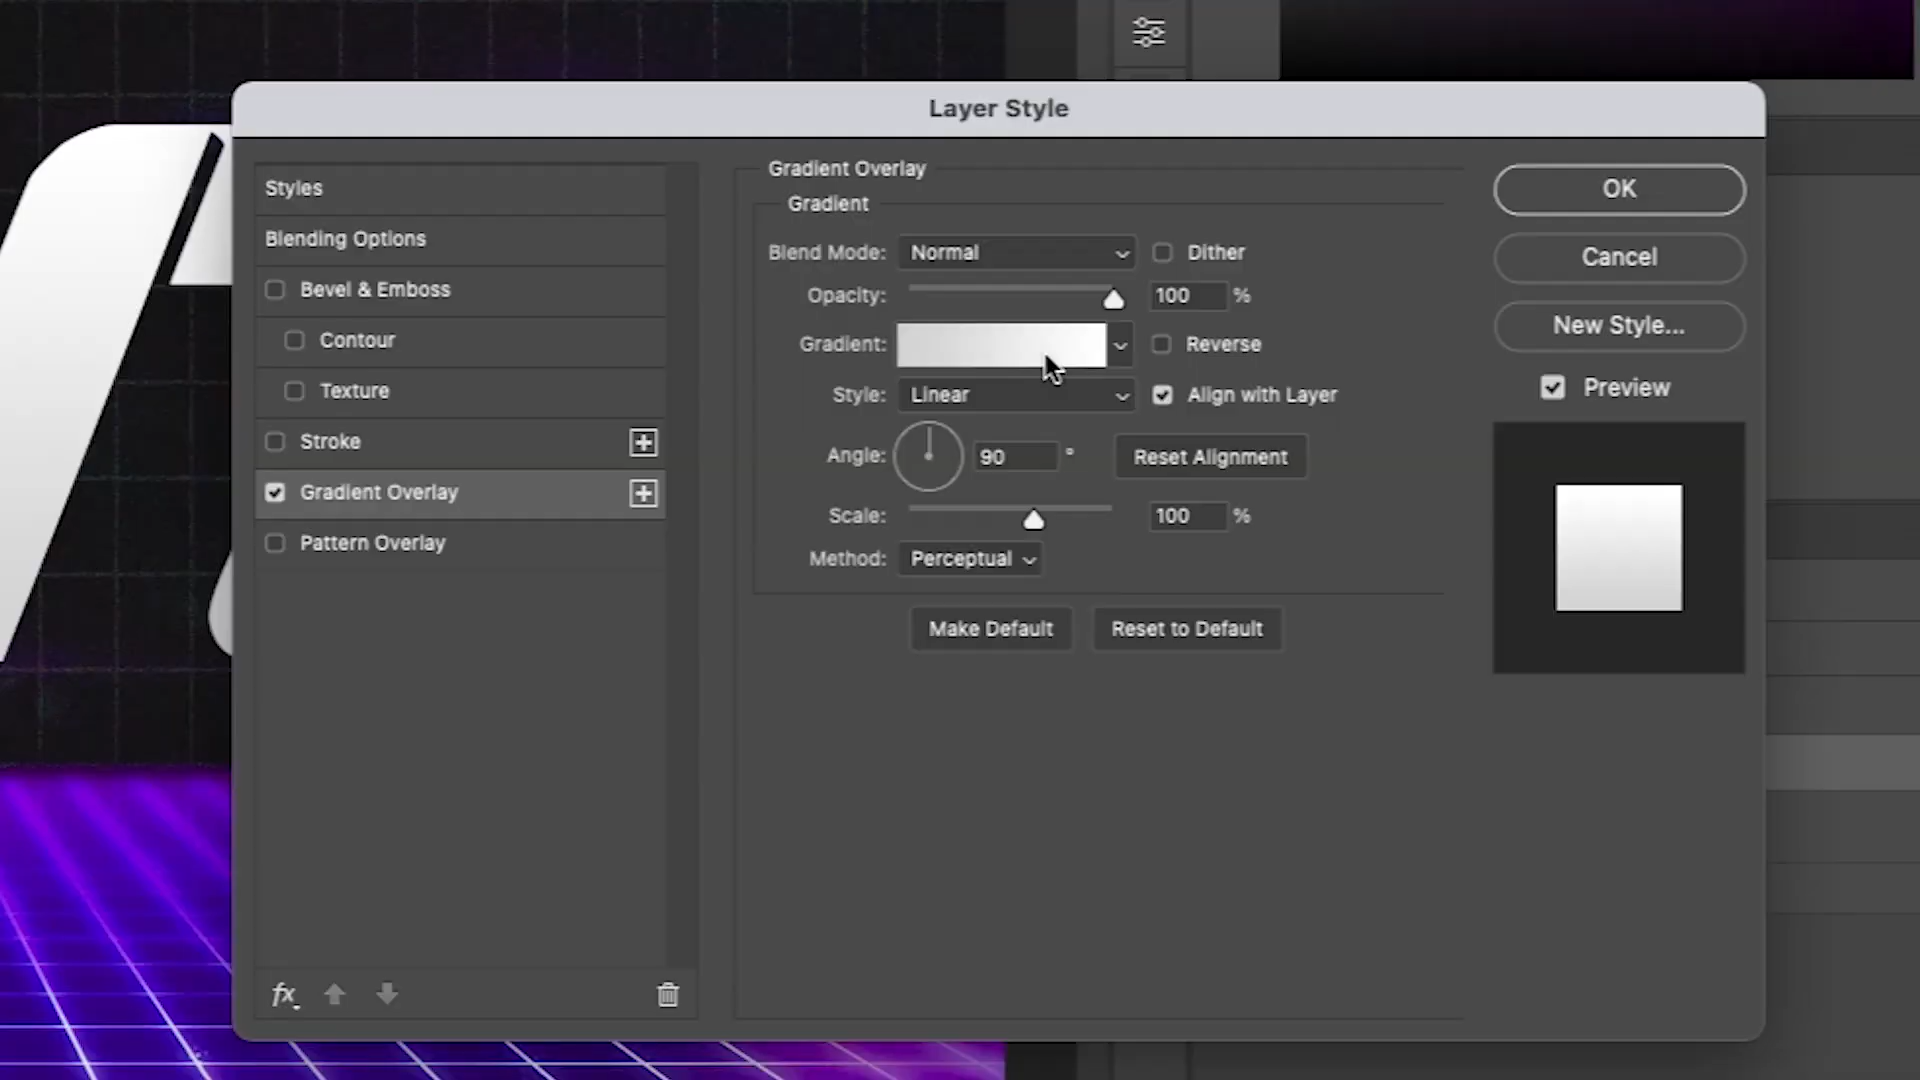 Layer Style
Styles
Blending Options
Bevel & Emboss
Contour
Texture
Stroke
Gradient Overlay
Pattern Overlay
fx
Gradient Overlay
Gradient
Blend Mode: Normal Dither
Opacity: 100 %
Gradient: Reverse
Style: Linear Align with Layer
Angle: 90 ° Reset Alignment
Scale: 100 %
Method: Perceptual
Make Default Reset to Default
OK
Cancel
New Style...
Preview